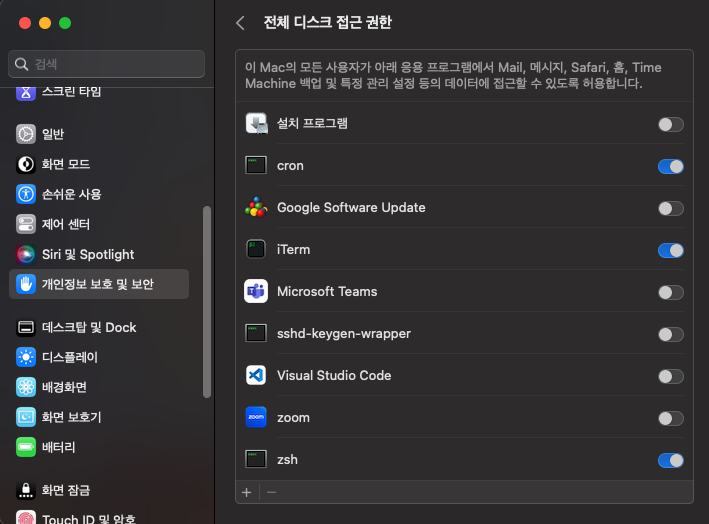 전체 디스크 접근 권한
검색
스크린 타임
일반
화면 모드
손쉬운 사용
제어 센터
Siri 및 Spotlight
개인정보 보호 및 보안
데스크탑 및 Dock
디스플레이
배경화면
화면 보호기
배터리
화면 잠금
Touch ID 및 암호
이 Mac의 모든 사용자가 아래 응용 프로그램에서 Mail, 메시지, Safari, 홈, Time
Machine 백업 및 특정 관리 설정 등의 데이터에 접근할 수 있도록 허용합니다.
설치 프로그램
cron
Google Software Update
iTerm
Microsoft Teams
sshd-keygen-wrapper
Visual Studio Code
zoom
zoom
zsh